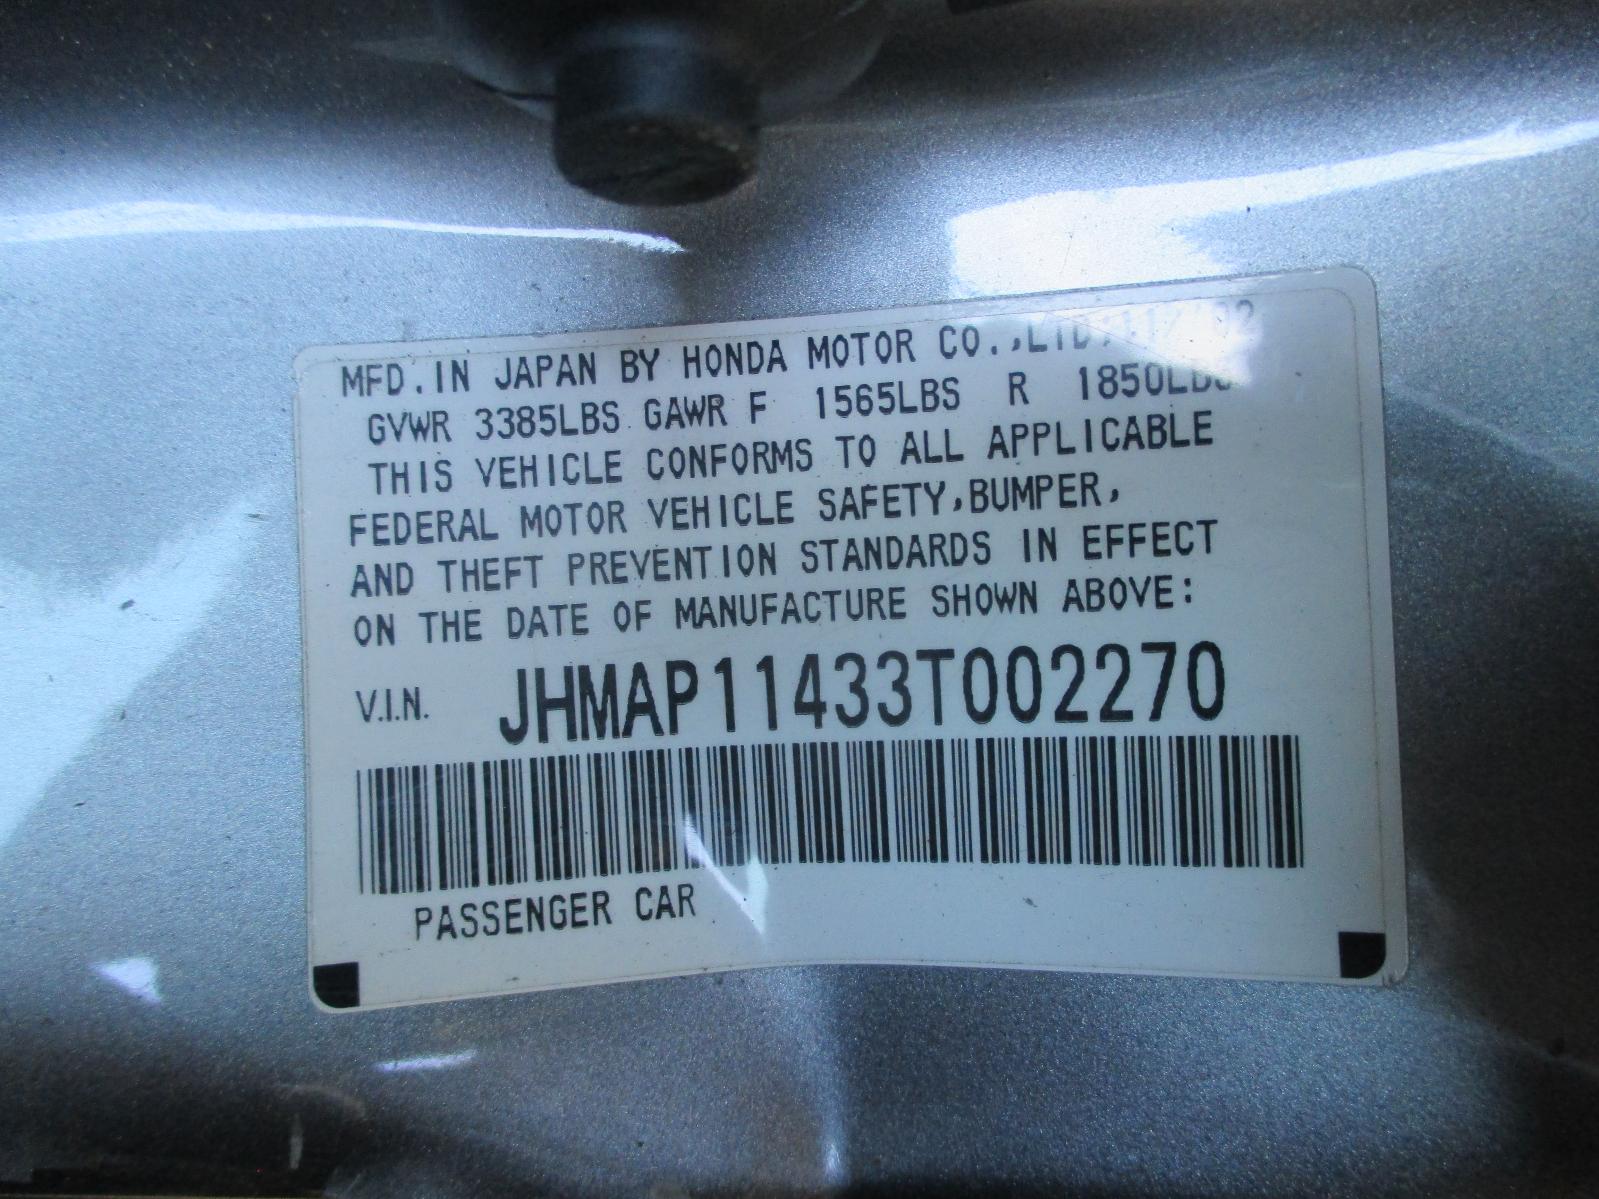 MFD.IN JAPAN BY HONDA MOTOR CO.,LTD.
GVWR 3385LBS GAWR F 1565LBS R 1850LBS
THIS VEHICLE CONFORMS TO ALL APPLICABLE
FEDERAL MOTOR VEHICLE SAFETY,BUMPER,
AND THEFT PREVENTION STANDARDS IN EFFECT
ON THE DATE OF MANUFACTURE SHOWN ABOVE:
V.I.N. JHMAP11433T002270
PASSENGER CAR